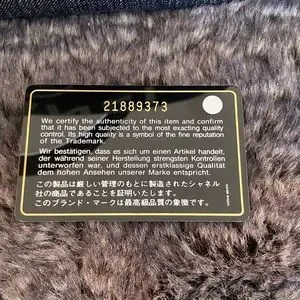 21889373
We certify the authenticity of this item and confirm
that it has been subjected to the most exacting quality
control. Its high quality is a symbol of the fine reputation
of the Trademark.
Wir bestätigen, dass es sich um einen Artikel handelt,
der während seiner Herstellung strengsten Kontrollen
unterworfen war, und dessen erstklassige Qualität
dem hohen Ansehen unserer Marke entspricht.
この製品は厳しい管理のもとに製造されたシャネル
社の商品であることを証明いたします。
このブランド・マークは最高級品質の象徴です。